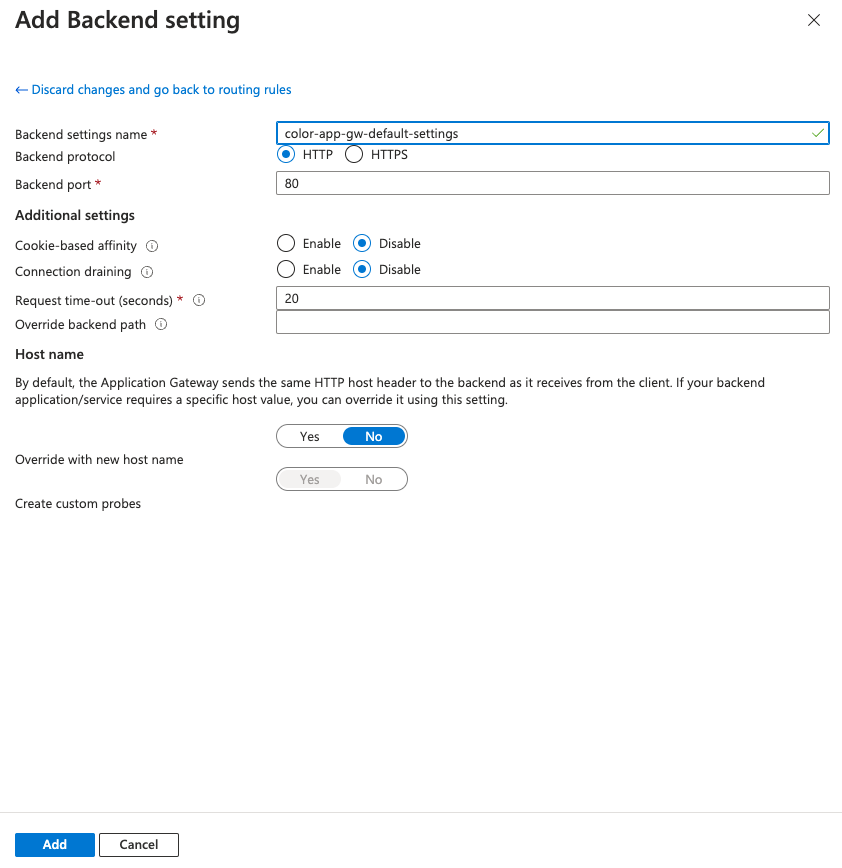 Add Backend setting
← Discard changes and go back to routing rules
Backend settings name * color-app-gw-default-settings
Backend protocol HTTP HTTPS
Backend port * 80
Additional settings
Cookie-based affinity Enable Disable
Connection draining Enable Disable
Request time-out (seconds) * 20
Override backend path
Host name
By default, the Application Gateway sends the same HTTP host header to the backend as it receives from the client. If your backend
application/service requires a specific host value, you can override it using this setting.
Yes No
Override with new host name
Yes No
Create custom probes
Add Cancel